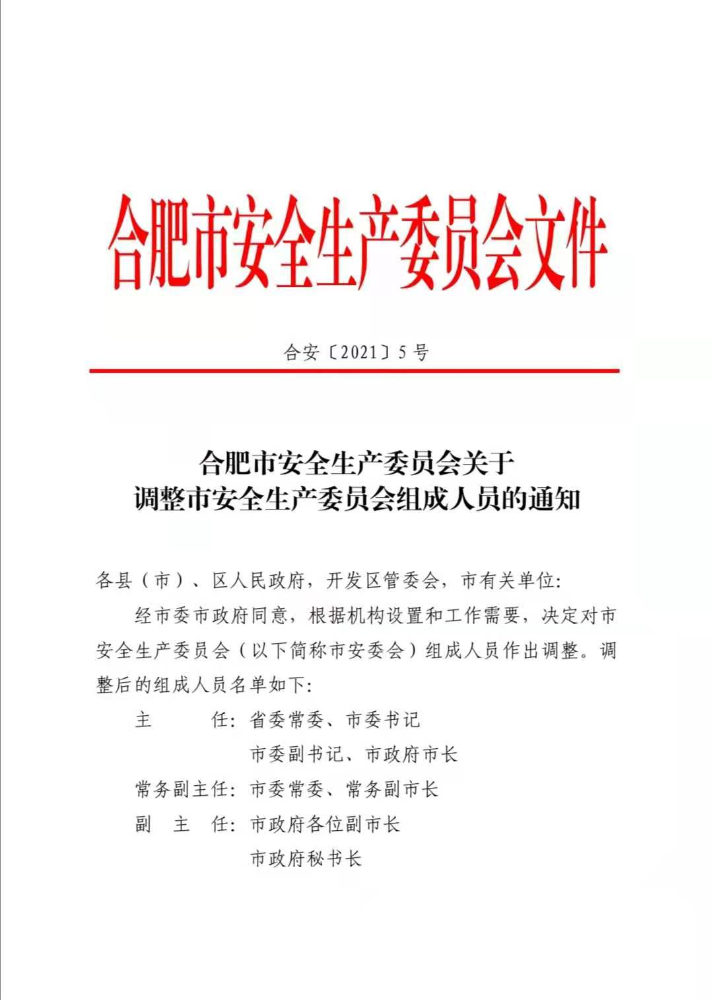 合肥市安全生产委员会文件
合安〔2021〕5 号
合肥市安全生产委员会关于
调整市安全生产委员会组成人员的通知
各县（市）、区人民政府，开发区管委会，市有关单位：
经市委市政府同意，根据机构设置和工作需要，决定对市
安全生产委员会（以下简称市安委会）组成人员作出调整。调
整后的组成人员名单如下：
主　　　任：省委常委、市委书记
市委副书记、市政府市长
常务副主任：市委常委、常务副市长
副　主　任：市政府各位副市长
市政府秘书长